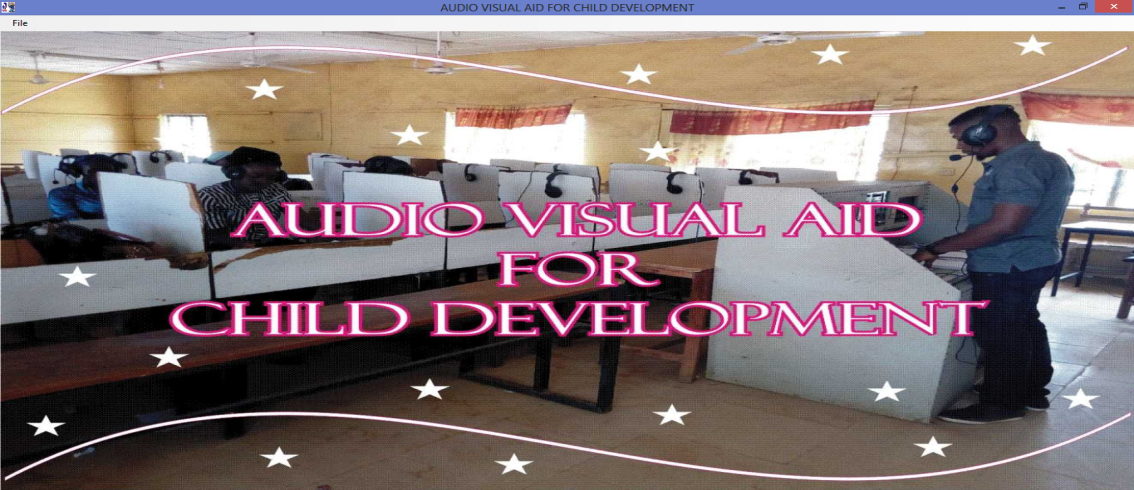 AUDIO VISUAL AID FOR CHILD DEVELOPMENT
File
AUDIO VISUAL AID
FOR
CHILD DEVELOPMENT